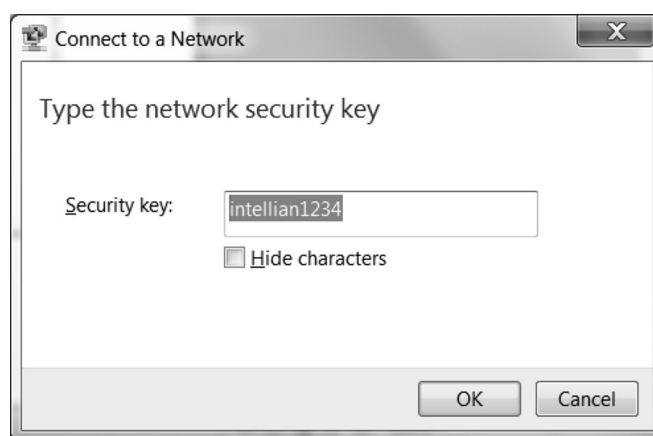 Connect to a Network
Type the network security key
Security key:
intellian1234
Hide characters
OK
Cancel